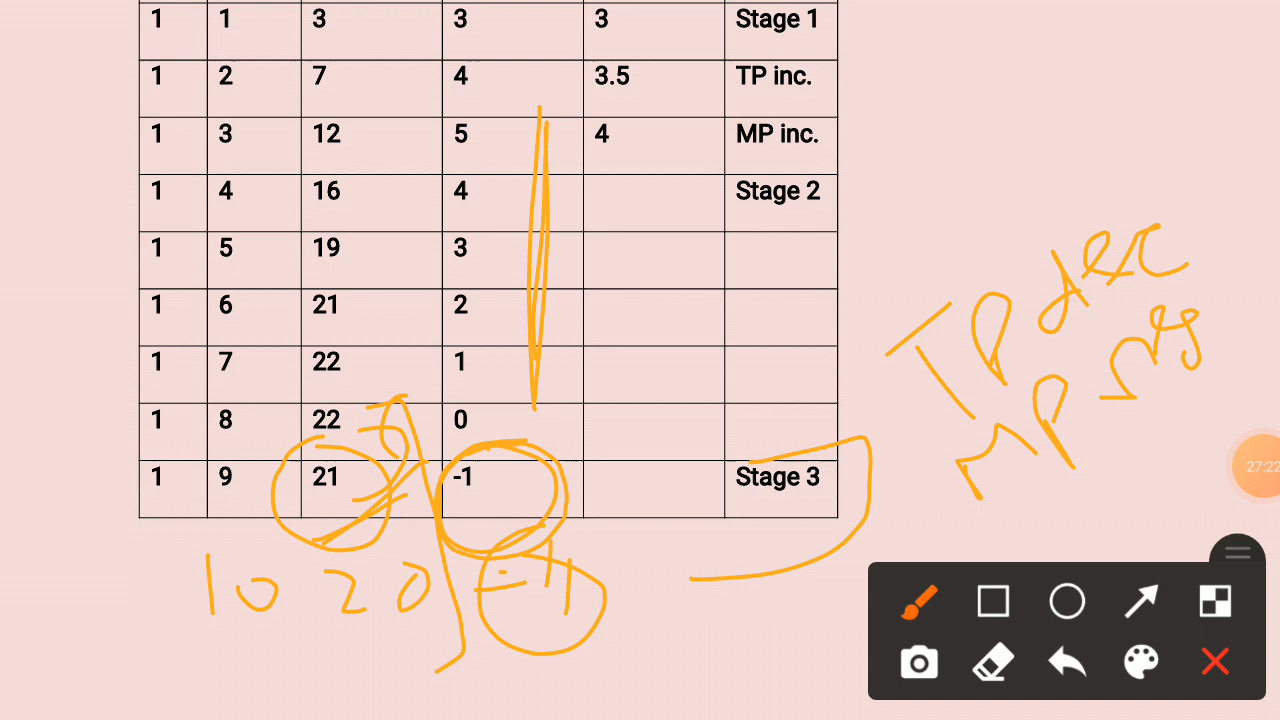 1 1 3 3 3 Stage 1
1 2 7 4 3.5 TP inc.
1 3 12 5 4 MP inc.
1 4 16 4 Stage 2
1 5 19 3
1 6 21 2
1 7 22 1
1 8 22 0
1 9 21 -1 Stage 3
10 20 -1
TP dec
MP neg
27:22